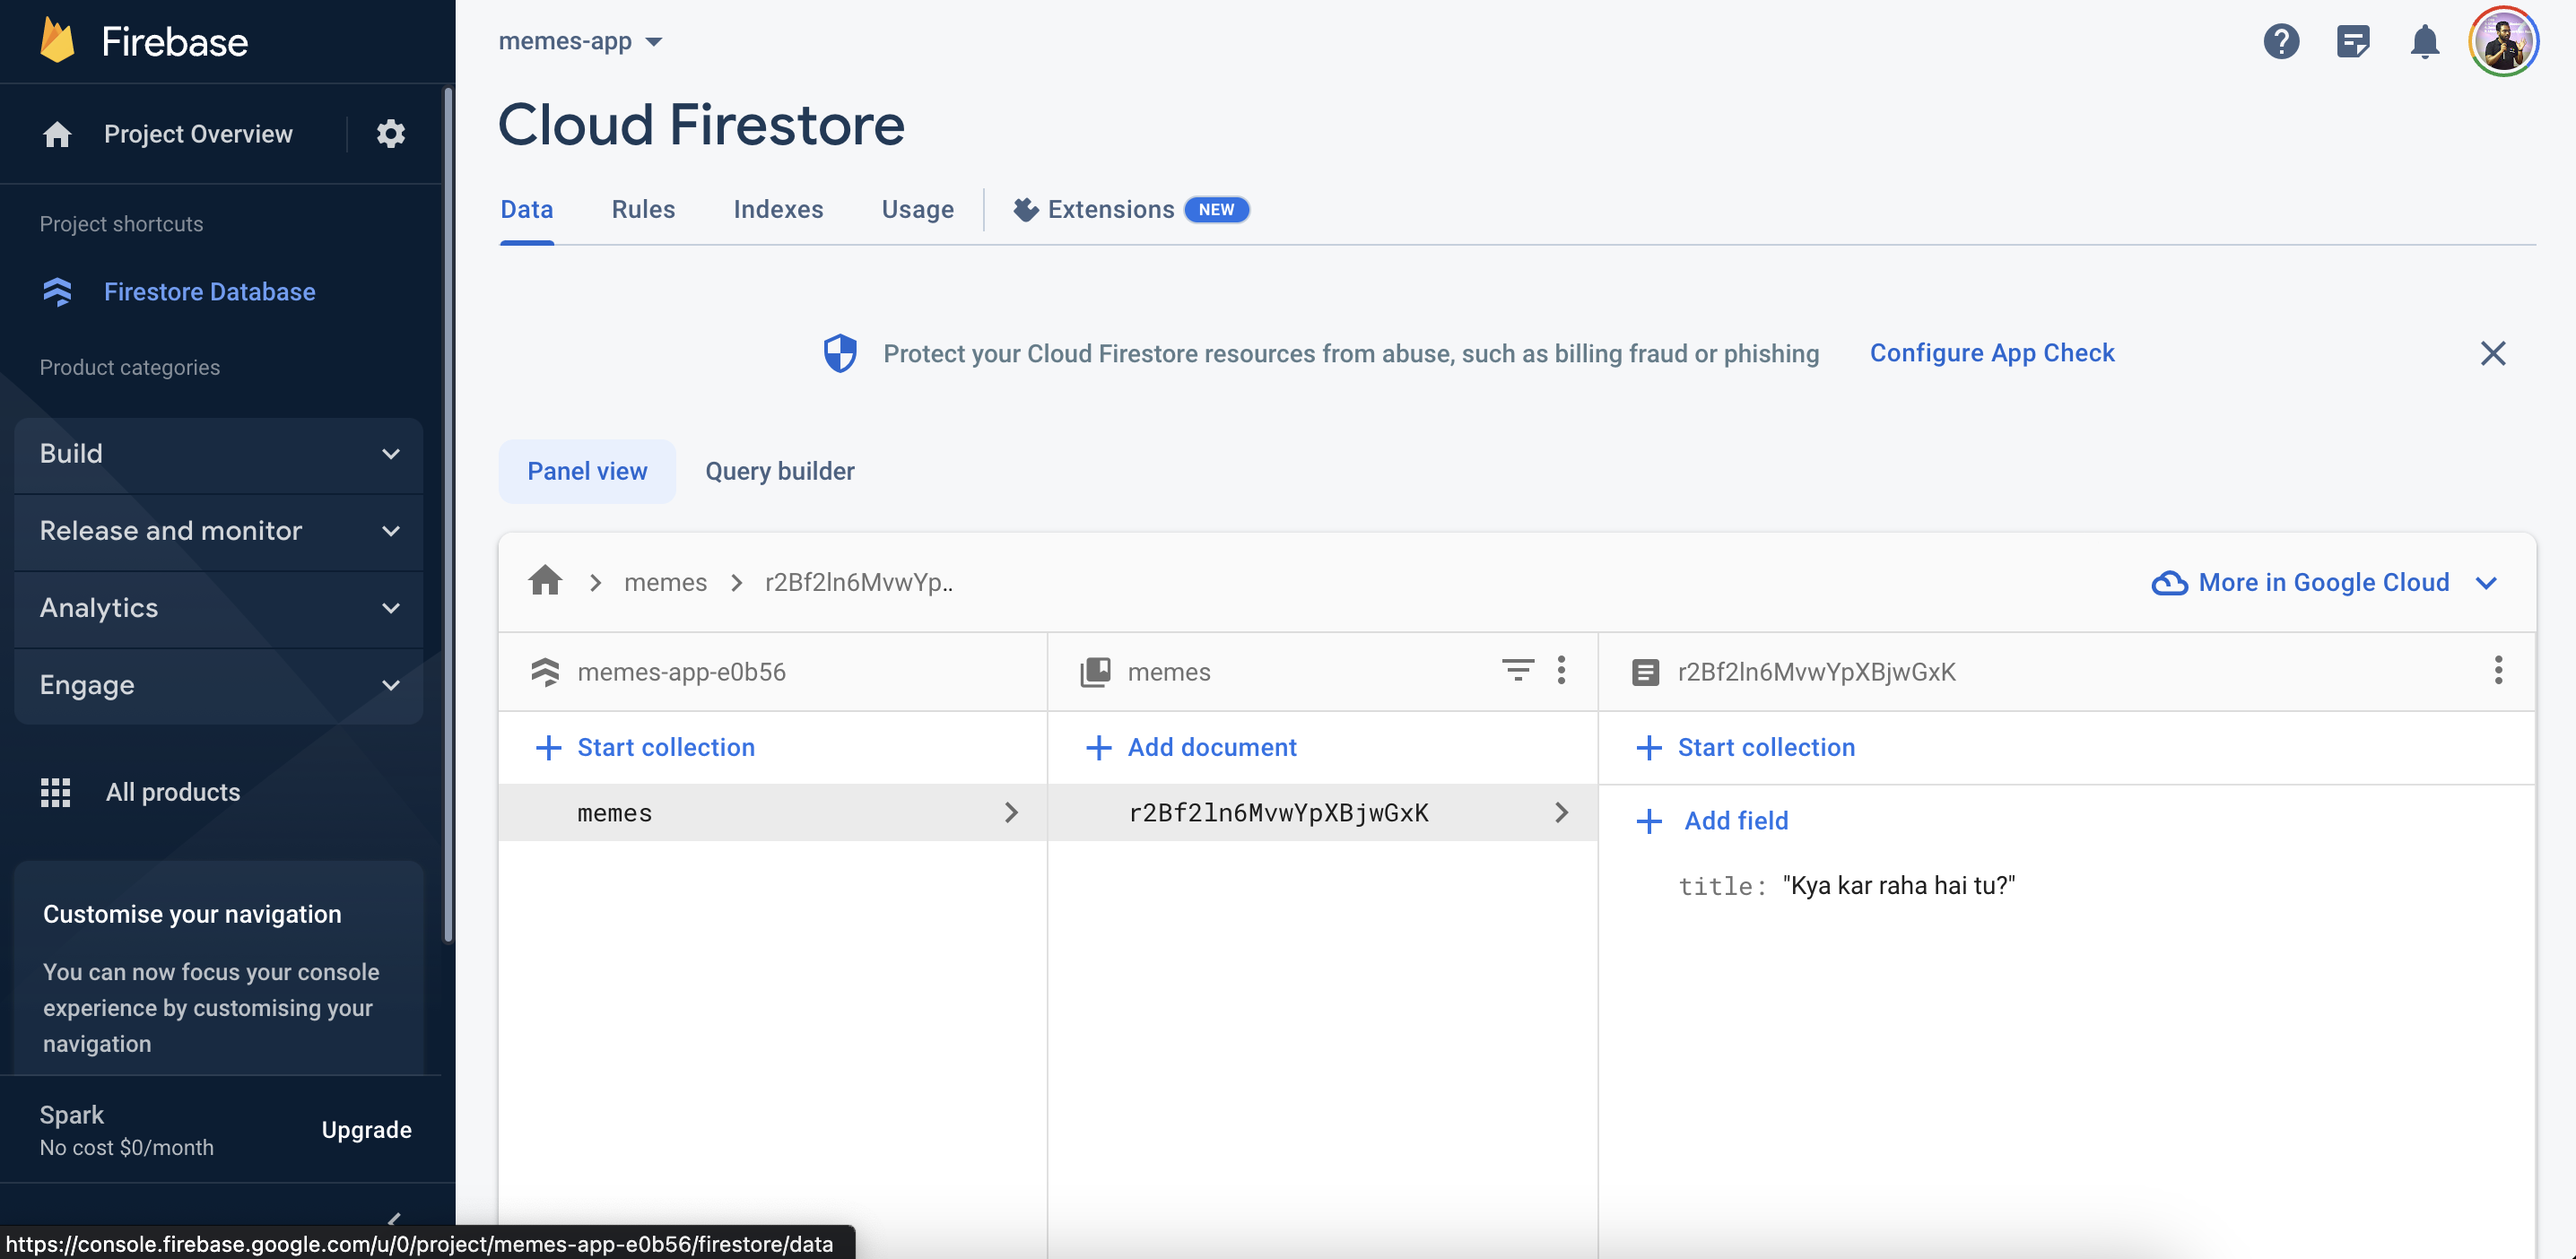 Firebase
memes-app
Project Overview
Cloud Firestore
Data Rules Indexes Usage Extensions NEW
Project shortcuts
Firestore Database
Product categories
Build
Release and monitor
Analytics
Engage
All products
Customise your navigation
You can now focus your console
experience by customising your
navigation
Spark
No cost $0/month
Upgrade
Protect your Cloud Firestore resources from abuse, such as billing fraud or phishing Configure App Check
Panel view Query builder
memes r2Bf2ln6MvwYp..
More in Google Cloud
memes-app-e0b56
Start collection
memes
memes
Add document
r2Bf2ln6MvwYpXBjwGxK
r2Bf2ln6MvwYpXBjwGxK
Start collection
Add field
title: "Kya kar raha hai tu?"
https://console.firebase.google.com/u/0/project/memes-app-e0b56/firestore/data